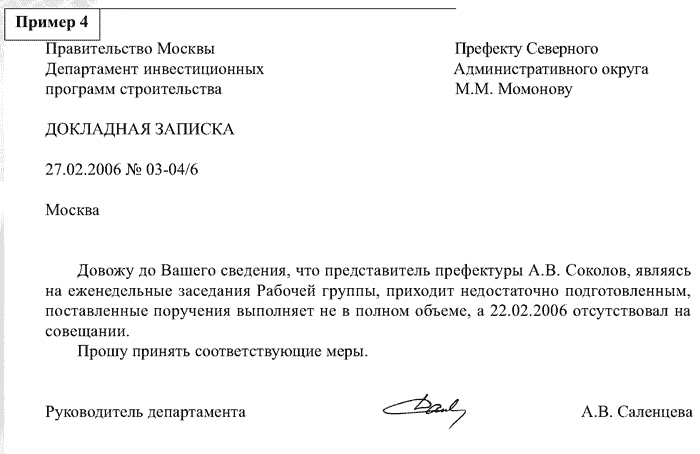 Пример 4
Правительство Москвы
Департамент инвестиционных
программ строительства
Префекту Северного
Административного округа
М.М. Момонову
ДОКЛАДНАЯ ЗАПИСКА
27.02.2006 № 03-04/6
Москва
Довожу до Вашего сведения, что представитель префектуры А.В. Соколов, являясь
на еженедельные заседания Рабочей группы, приходит недостаточно подготовленным,
поставленные поручения выполняет не в полном объеме, а 22.02.2006 отсутствовал на
совещании.
Прошу принять соответствующие меры.
Руководитель департамента
А.В. Саленцева